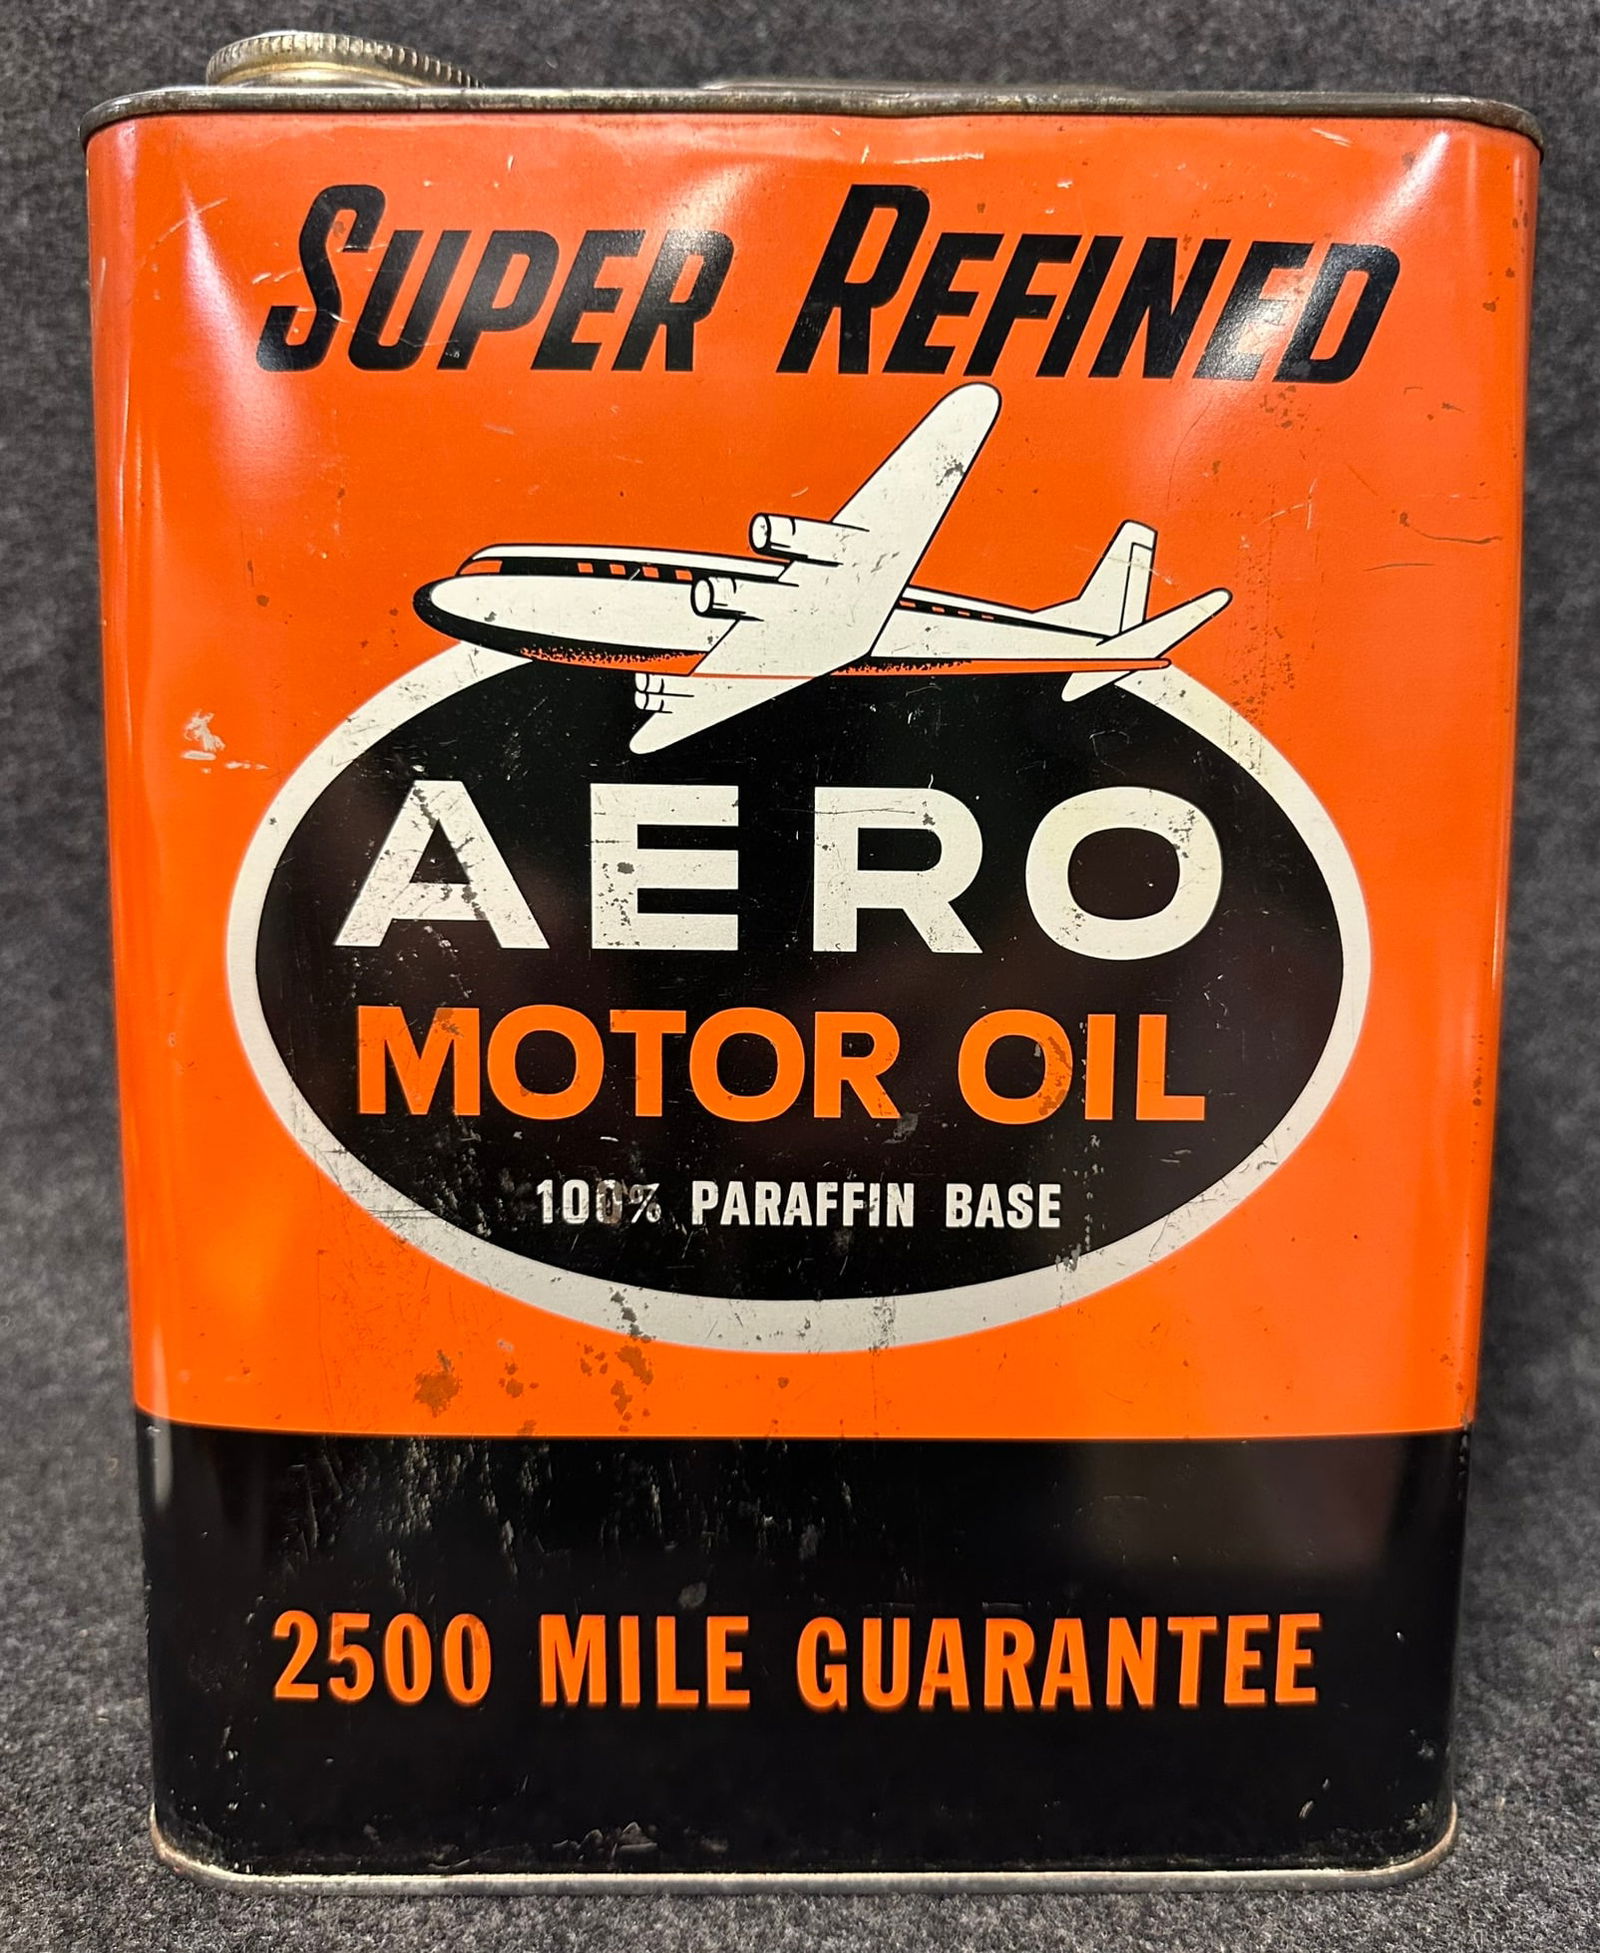 SUPER REFINED
AERO
MOTOR OIL
100% PARAFFIN BASE
2500 MILE GUARANTEE